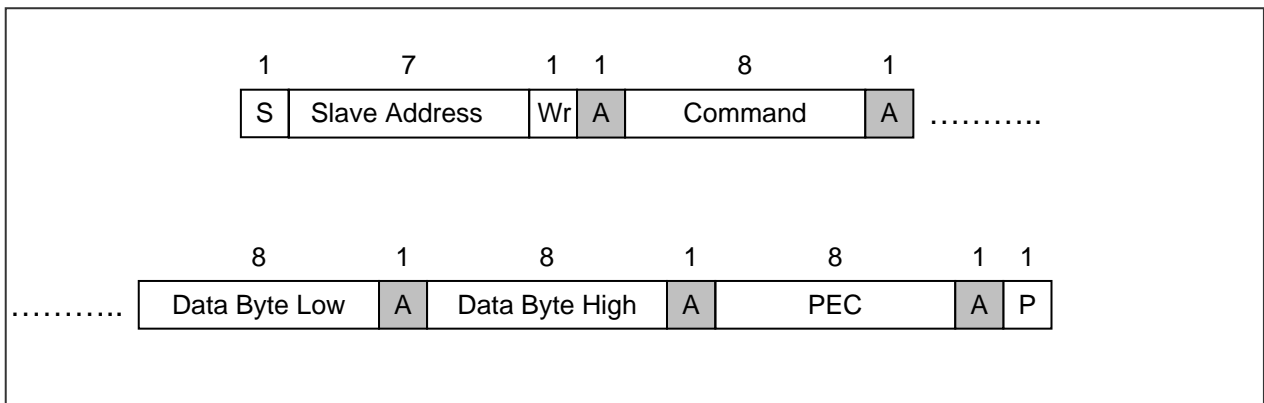 1 7 1 1 8 1
S Slave Address Wr A Command A ………..
8 1 8 1 8 1 1
……….. Data Byte Low A Data Byte High A PEC A P